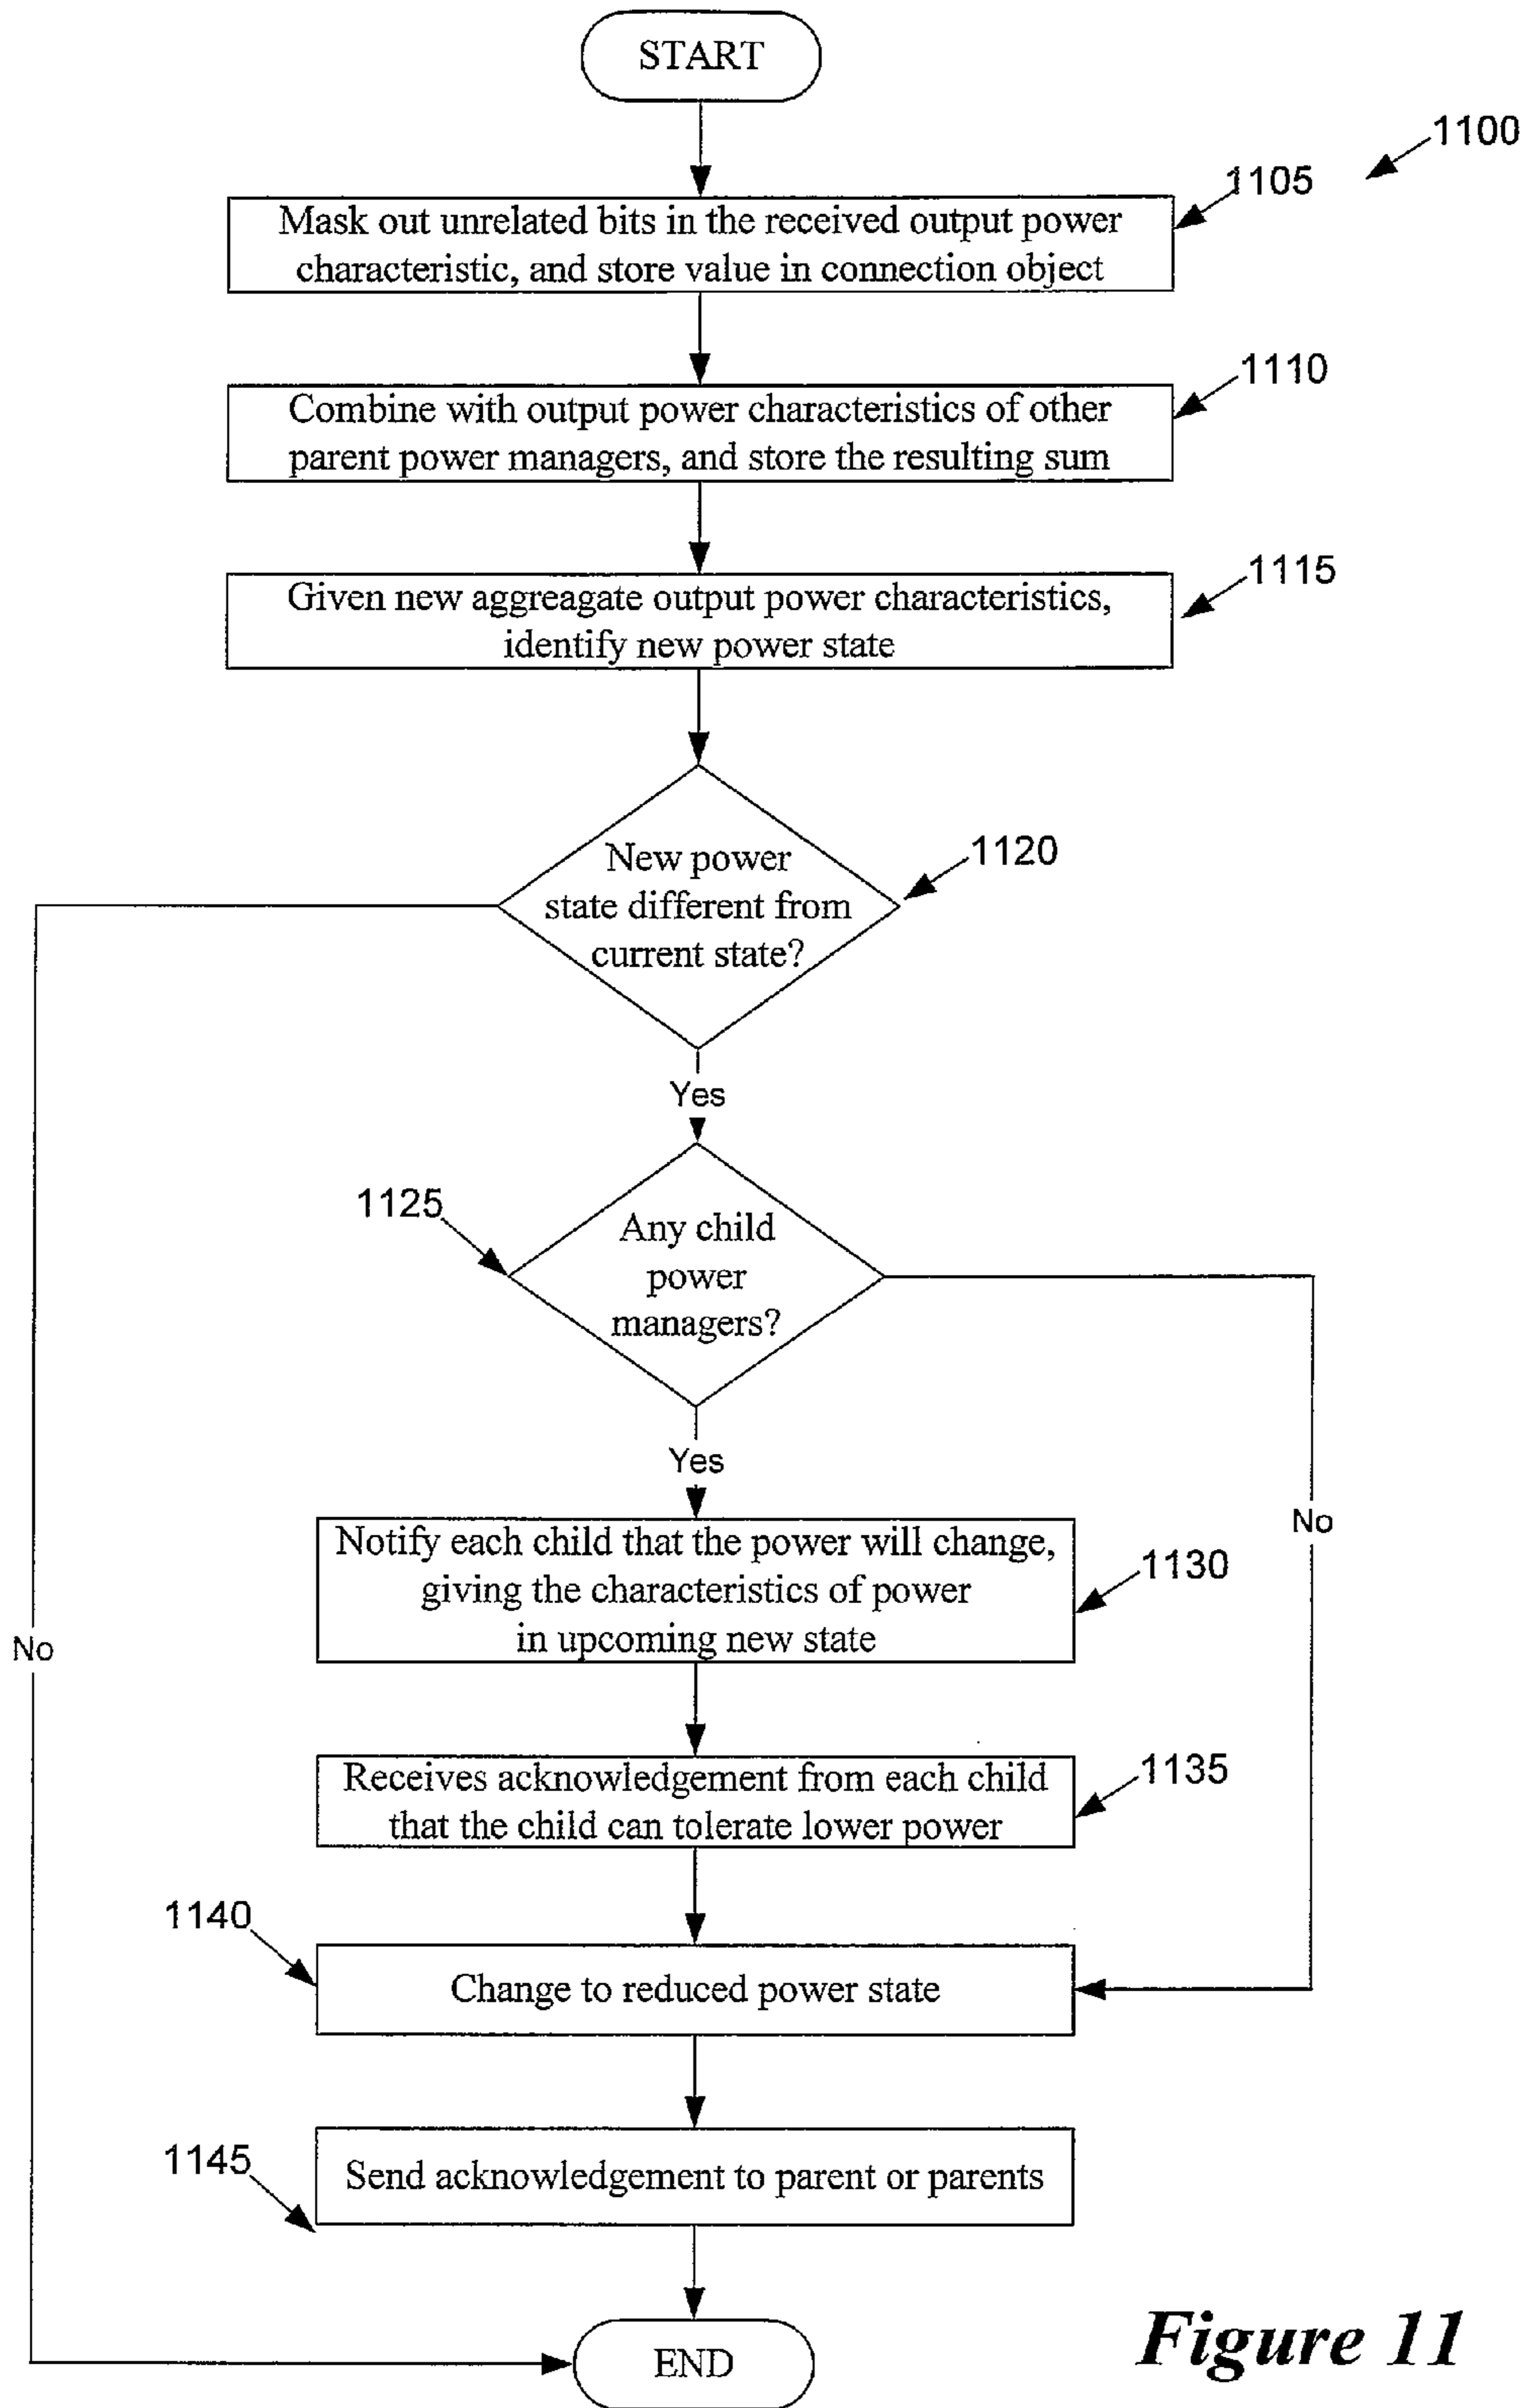 START
1100
1105
Mask out unrelated bits in the received output power
characteristic, and store value in connection object
1110
Combine with output power characteristics of other
parent power managers, and store the resulting sum
1115
Given new aggreagate output power characteristics,
identify new power state
1120
New power
state different from
current state?
Yes
1125
Any child
power
managers?
Yes
No
Notify each child that the power will change,
giving the characteristics of power
in upcoming new state
1130
No
1135
Receives acknowledgement from each child
that the child can tolerate lower power
1140
Change to reduced power state
1145
Send acknowledgement to parent or parents
END
Figure 11